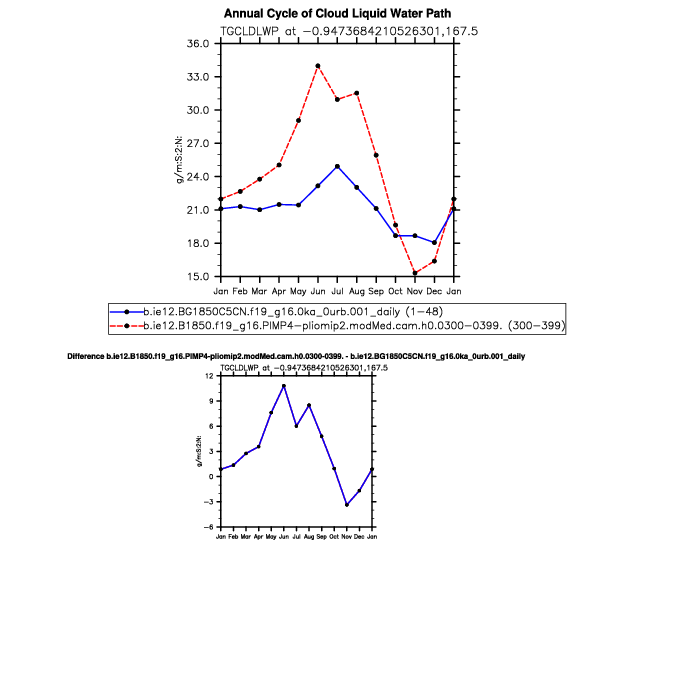 Annual Cycle of Cloud Liquid Water Path
TGCLDLWP at −0.9473684210526301,167.5
36.0
33.0
30.0
27.0
24.0
21.0
18.0
15.0
g/m:S:2:N:
Jan Feb Mar Apr May Jun Jul Aug Sep Oct Nov Dec Jan
b.ie12.BG1850C5CN.f19_g16.0ka_0urb.001_daily (1−48)
b.ie12.B1850.f19_g16.PIMP4−pliomip2.modMed.cam.h0.0300−0399. (300−399)
Difference b.ie12.B1850.f19_g16.PIMP4-pliomip2.modMed.cam.h0.0300-0399. - b.ie12.BG1850C5CN.f19_g16.0ka_0urb.001_daily
TGCLDLWP at −0.9473684210526301,167.5
12
9
6
3
0
−3
−6
g/m:S:2:N:
Jan Feb Mar Apr May Jun Jul Aug Sep Oct Nov Dec Jan